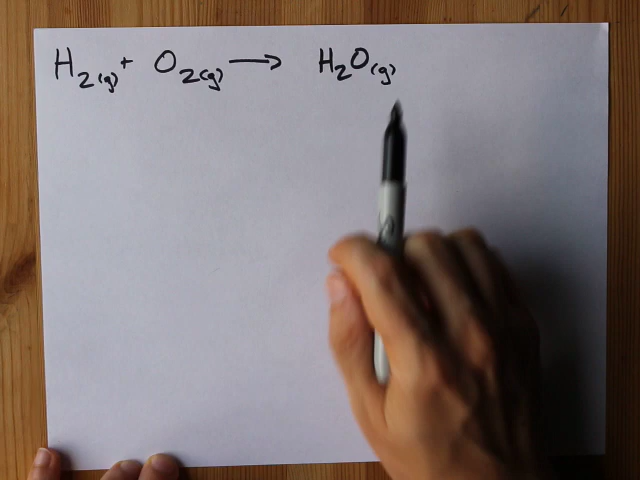 H₂(g) + O₂(g) → H₂O(g)